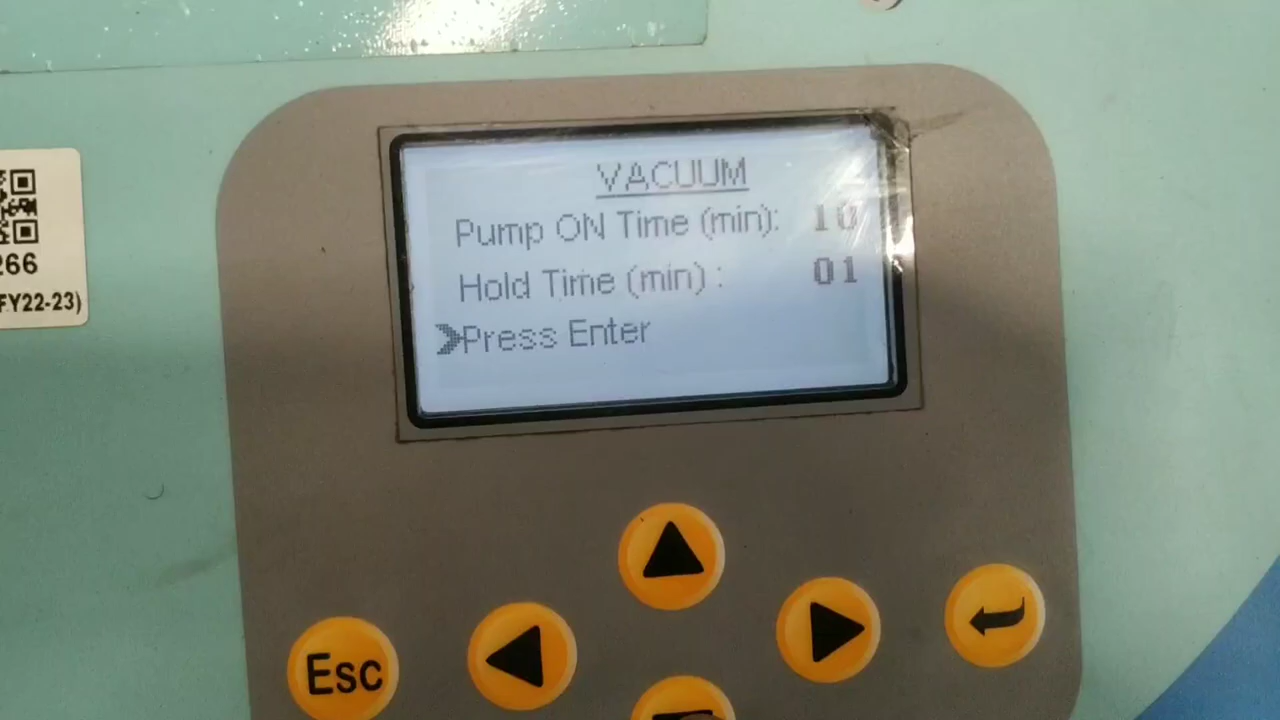 VACUUM
Pump ON Time (min): 10
Hold Time (min) : 01
Press Enter
266
FY22-23)
Esc